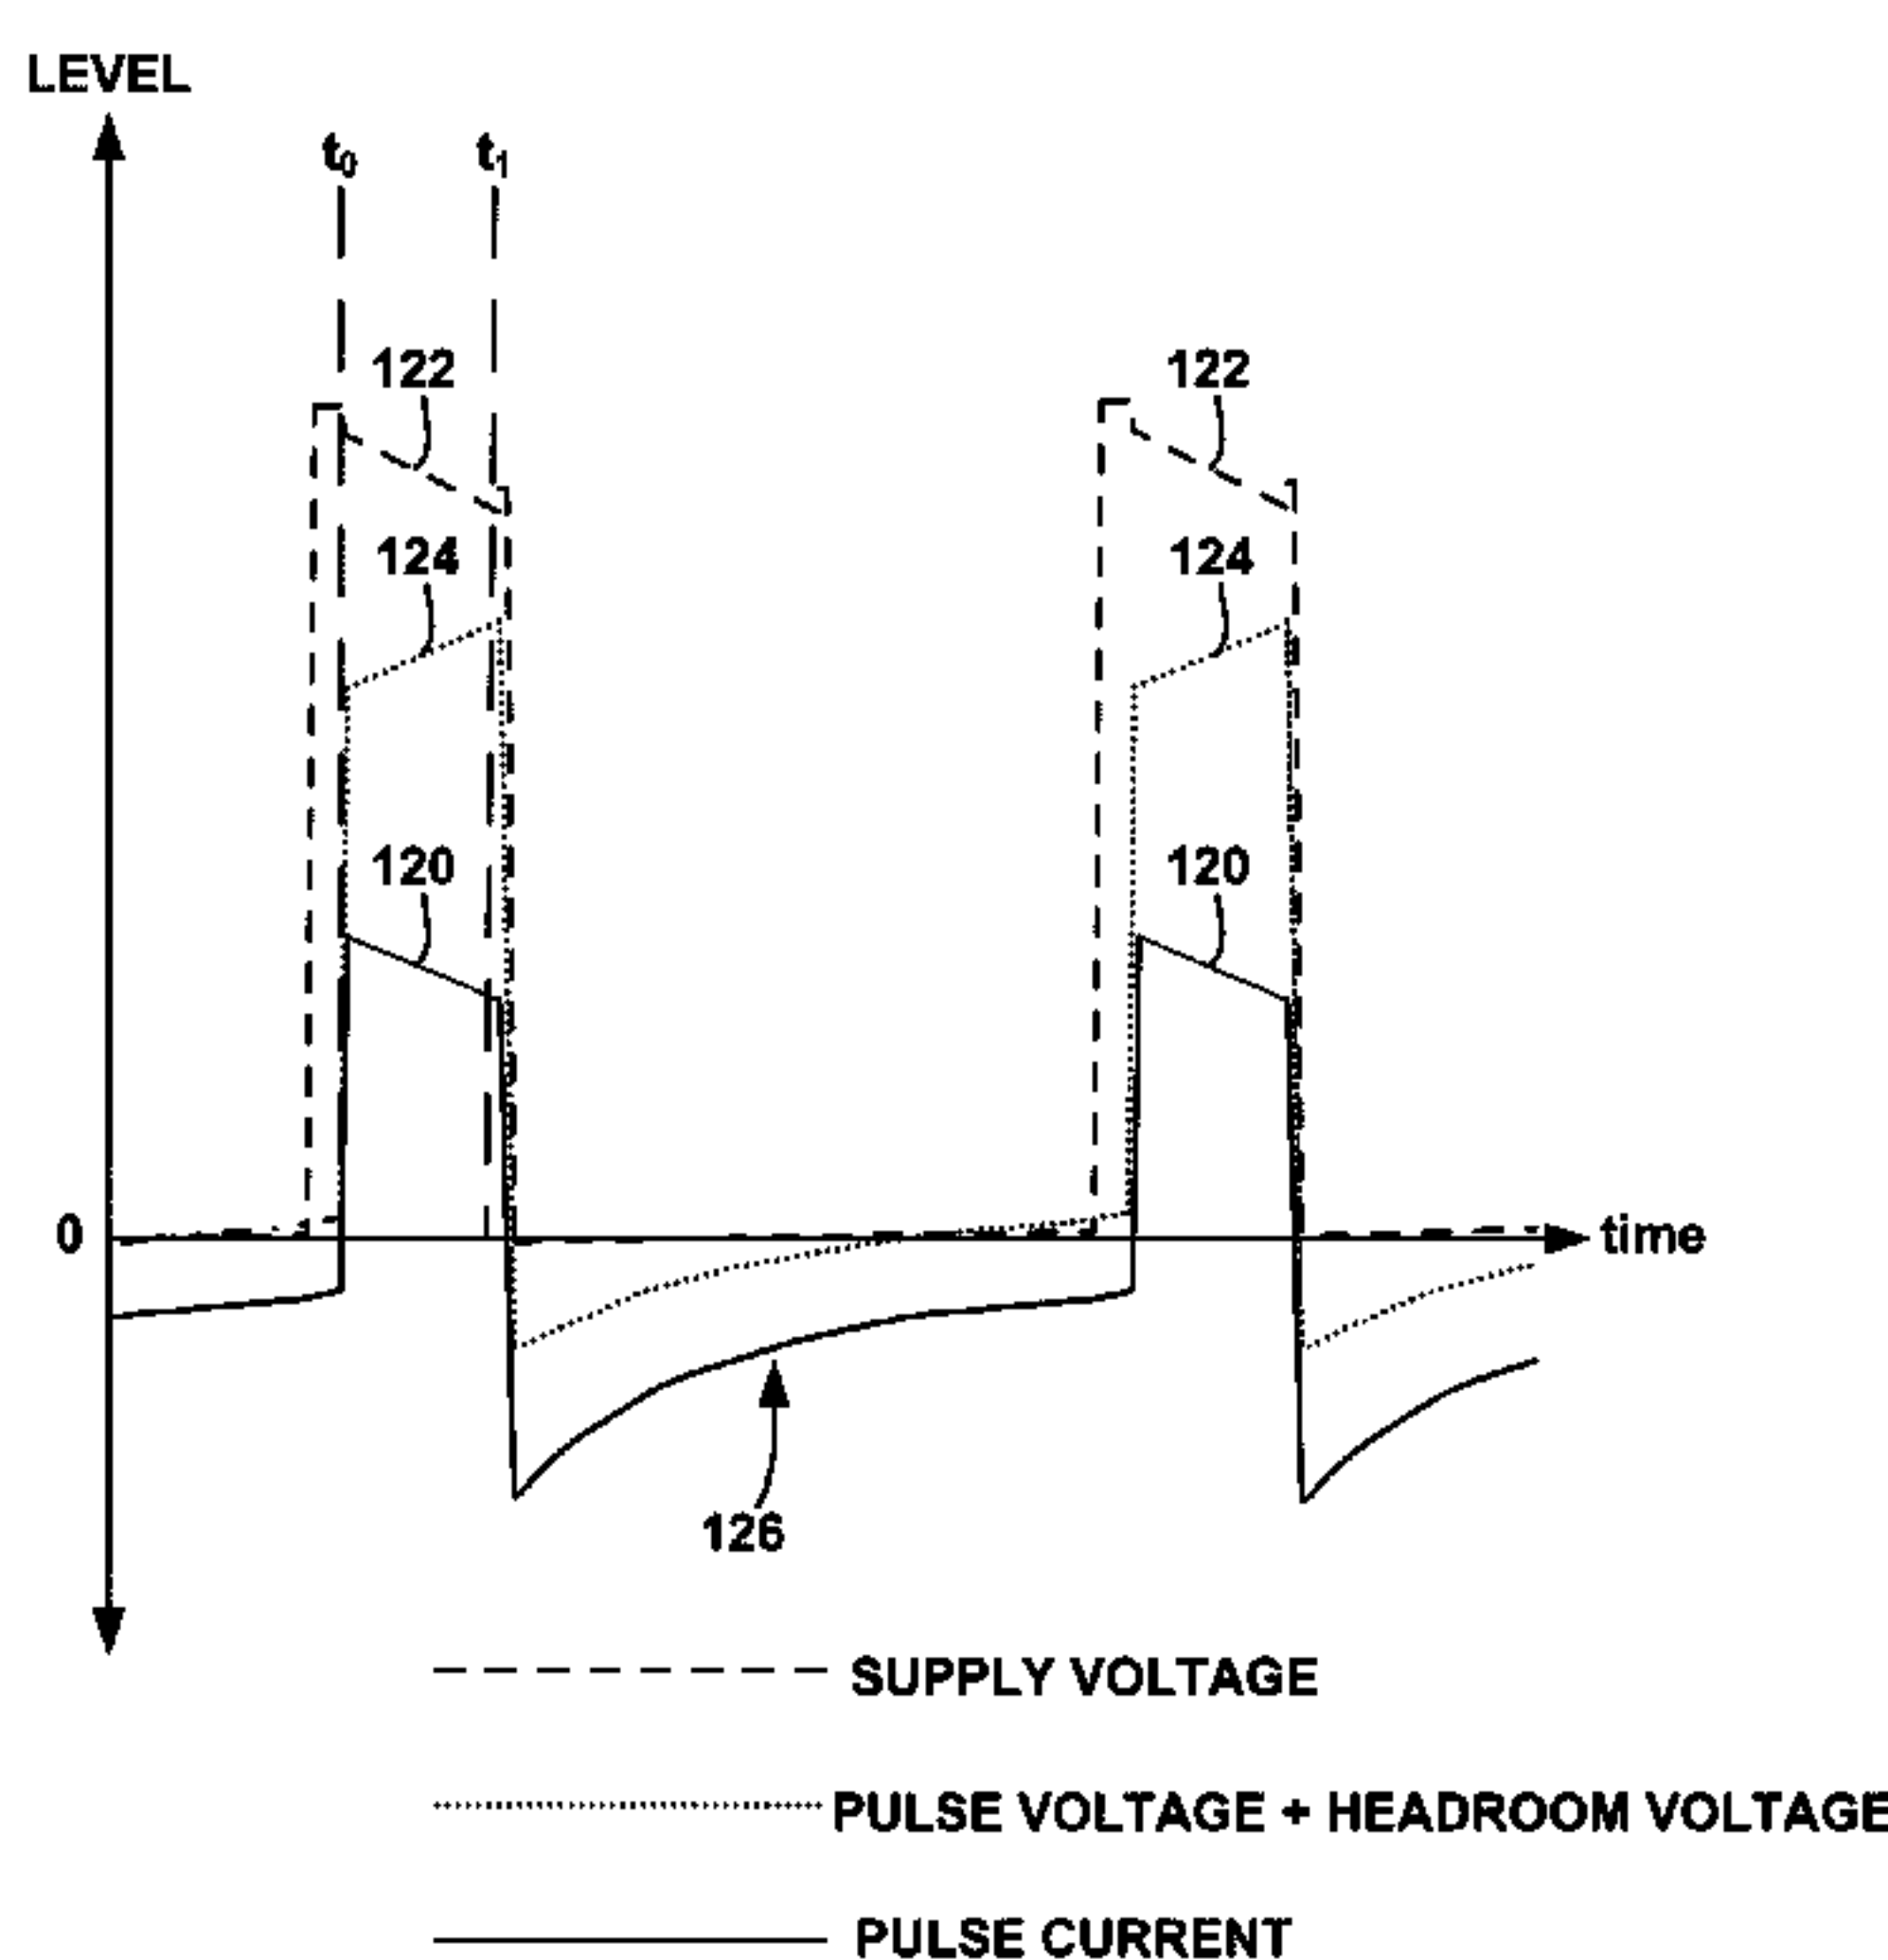 LEVEL
t0 t1
122 122
124 124
120 120
0 time
126
SUPPLY VOLTAGE
PULSE VOLTAGE + HEADROOM VOLTAGE
PULSE CURRENT